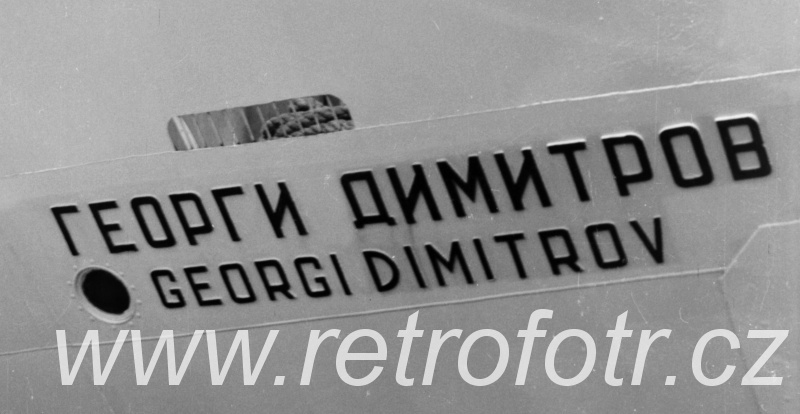 ГЕОРГИ ДИМИТРОВ
GEORGI DIMITROV
www.retrofotr.cz